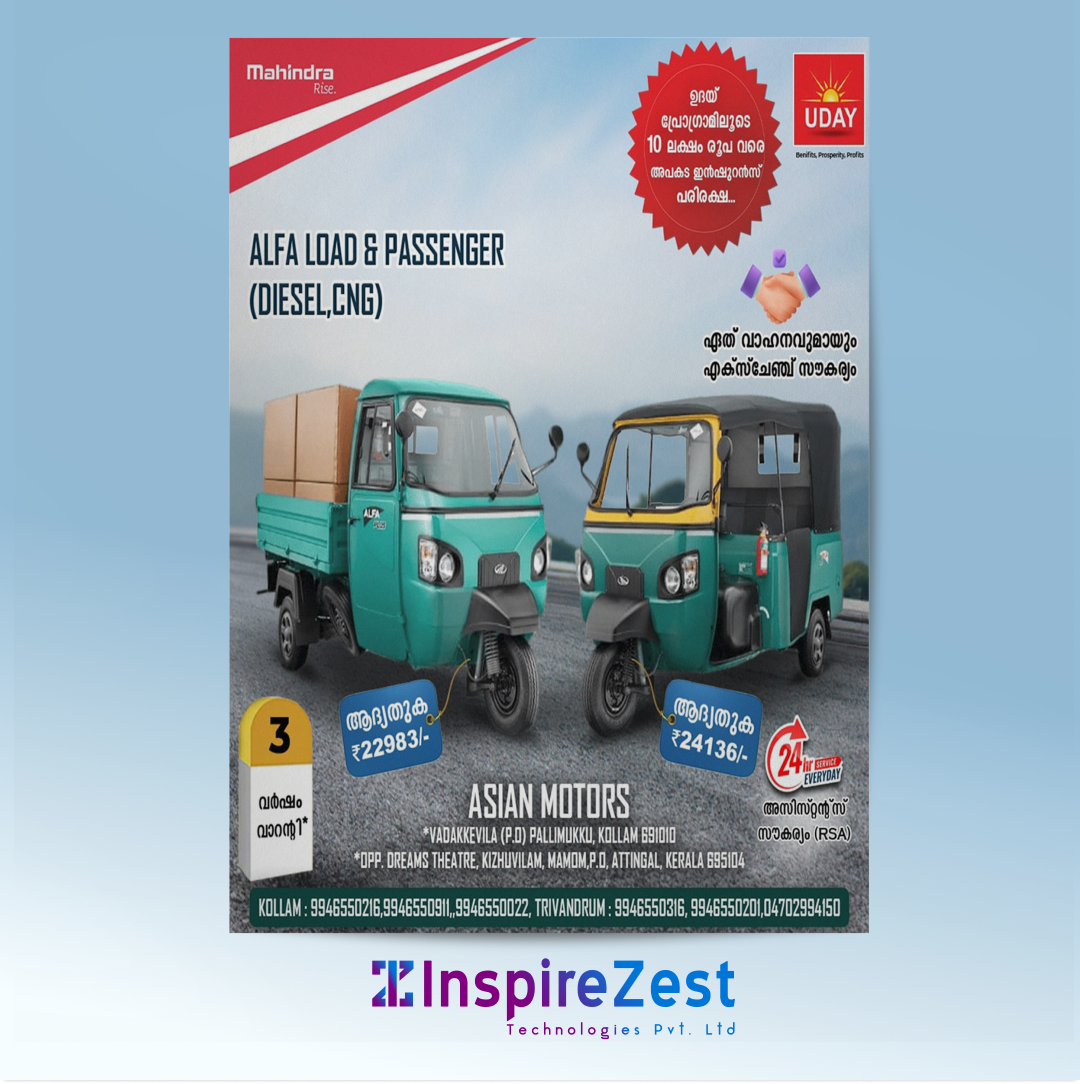 Mahindra
Rise.
ഉദയ്
പ്രോഗ്രാമിലൂടെ
10 ലക്ഷം രൂപ വരെ
അപകട ഇൻഷുറൻസ്
പരിരക്ഷ...
UDAY
Benifits, Prosperity, Profits
ALFA LOAD & PASSENGER
(DIESEL,CNG)
ഏത് വാഹനവുമായും
എക്സ്ചേഞ്ച് സൗകര്യം
ALFA
ആദ്യതുക
₹22983/-
ആദ്യതുക
₹24136/-
3
വർഷം
വാറന്റി*
24hr SERVICE
EVERYDAY
അസിസ്റ്റന്റ്സ്
സൗകര്യം (RSA)
ASIAN MOTORS
*VADAKKEVILA (P.O) PALLIMUKKU, KOLLAM 691010
*OPP. DREAMS THEATRE, KIZHUVILAM, MAMOM,P.O, ATTINGAL, KERALA 695104
KOLLAM : 9946550216,9946550911,,9946550022, TRIVANDRUM : 9946550316, 9946550201,04702994150
InspireZest
Technologies Pvt. Ltd